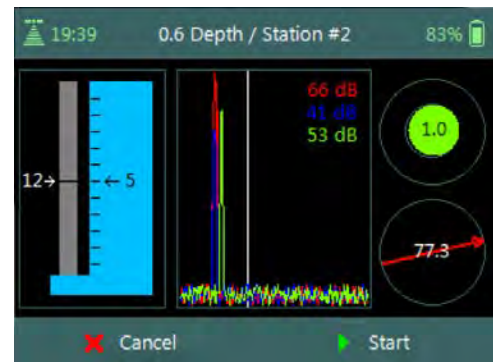 19:39 0.6 Depth / Station #2 83%
66 dB
41 dB
53 dB
1.0
12→ ← 5
77.3
Cancel Start